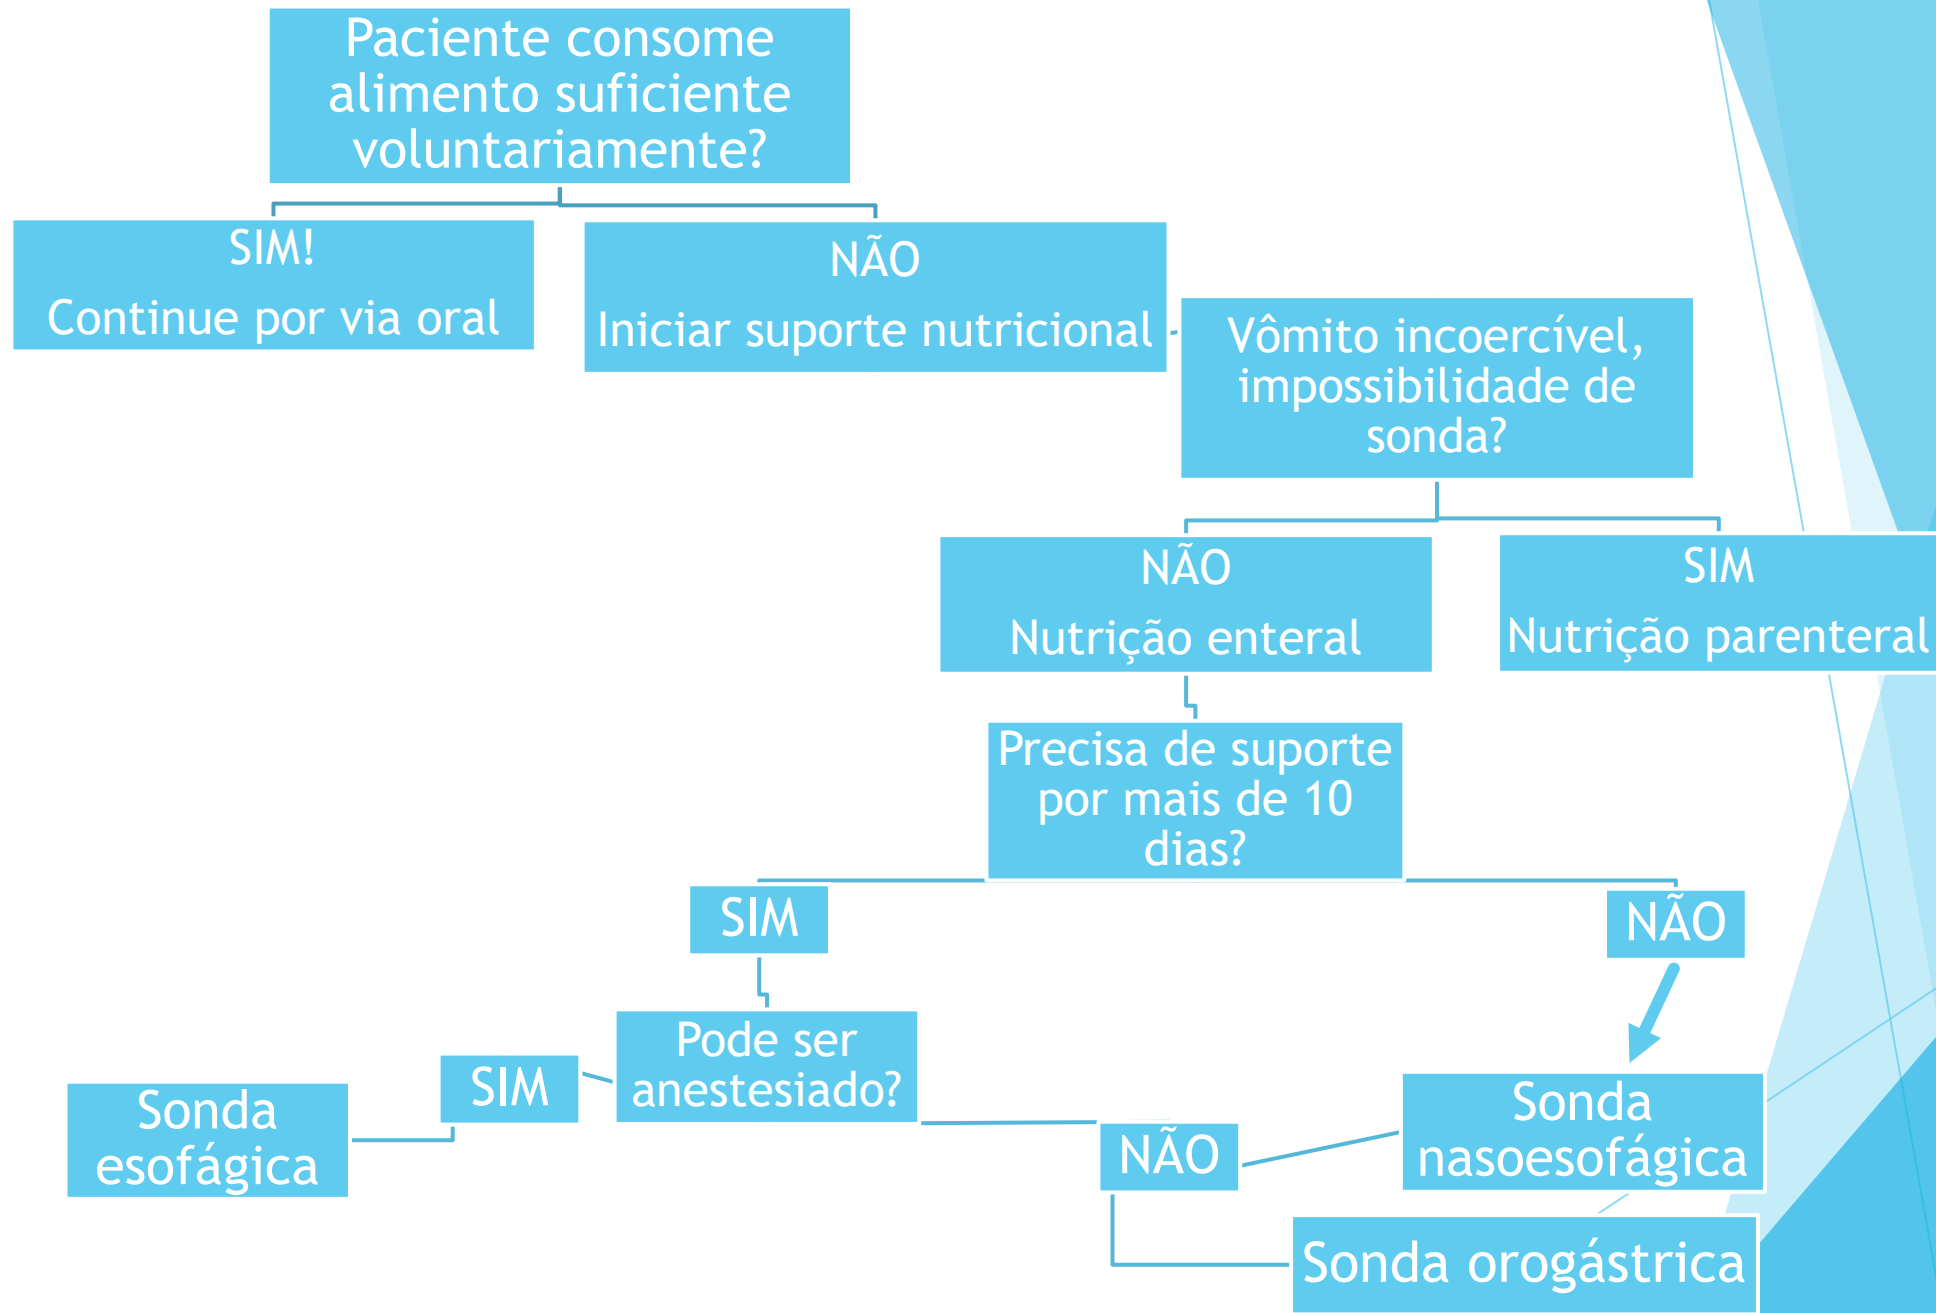 Paciente consome
alimento suficiente
voluntariamente?
SIM!
Continue por via oral
NÃO
Iniciar suporte nutricional
Vômito incoercível,
impossibilidade de
sonda?
NÃO
Nutrição enteral
SIM
Nutrição parenteral
Precisa de suporte
por mais de 10
dias?
SIM
NÃO
Pode ser
anestesiado?
SIM
Sonda
esofágica
NÃO
Sonda
nasoesofágica
Sonda orogástrica